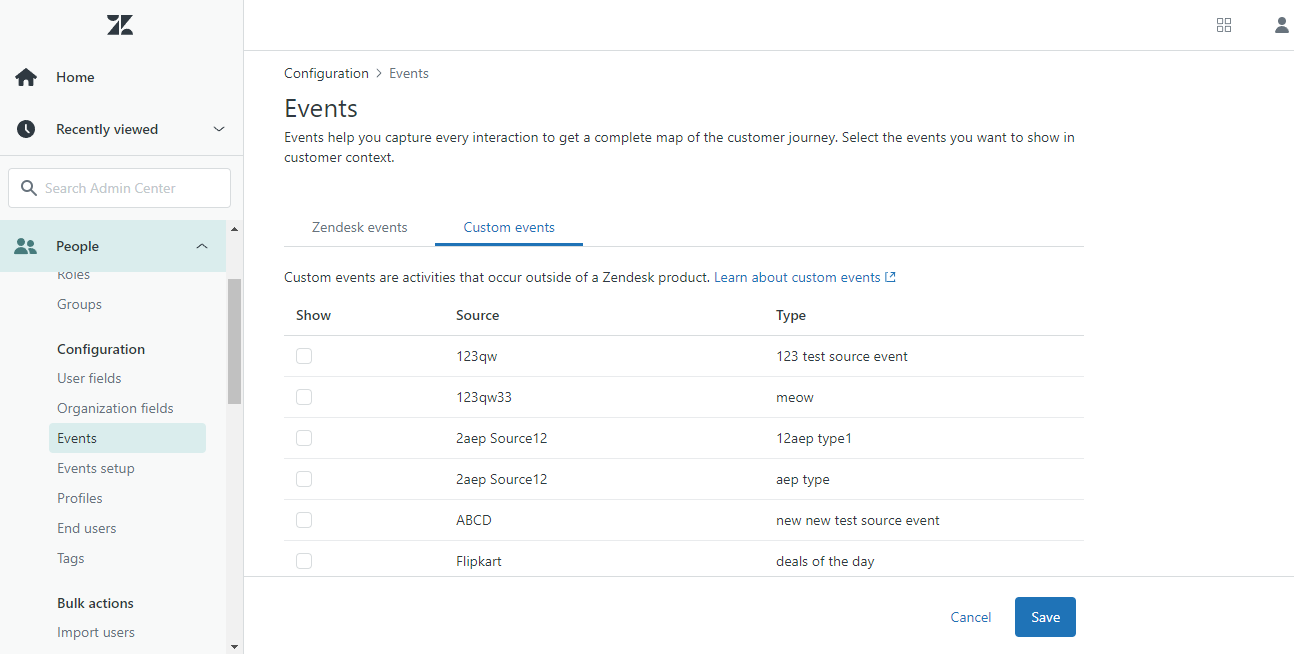 Home
Recently viewed
Search Admin Center
People
Roles
Groups
Configuration
User fields
Organization fields
Events
Events setup
Profiles
End users
Tags
Bulk actions
Import users
Configuration > Events
Events
Events help you capture every interaction to get a complete map of the customer journey. Select the events you want to show in
customer context.
Zendesk events Custom events
Custom events are activities that occur outside of a Zendesk product. Learn about custom events
Show Source Type
123qw 123 test source event
123qw33 meow
2aep Source12 12aep type1
2aep Source12 aep type
ABCD new new test source event
Flipkart deals of the day
Cancel Save